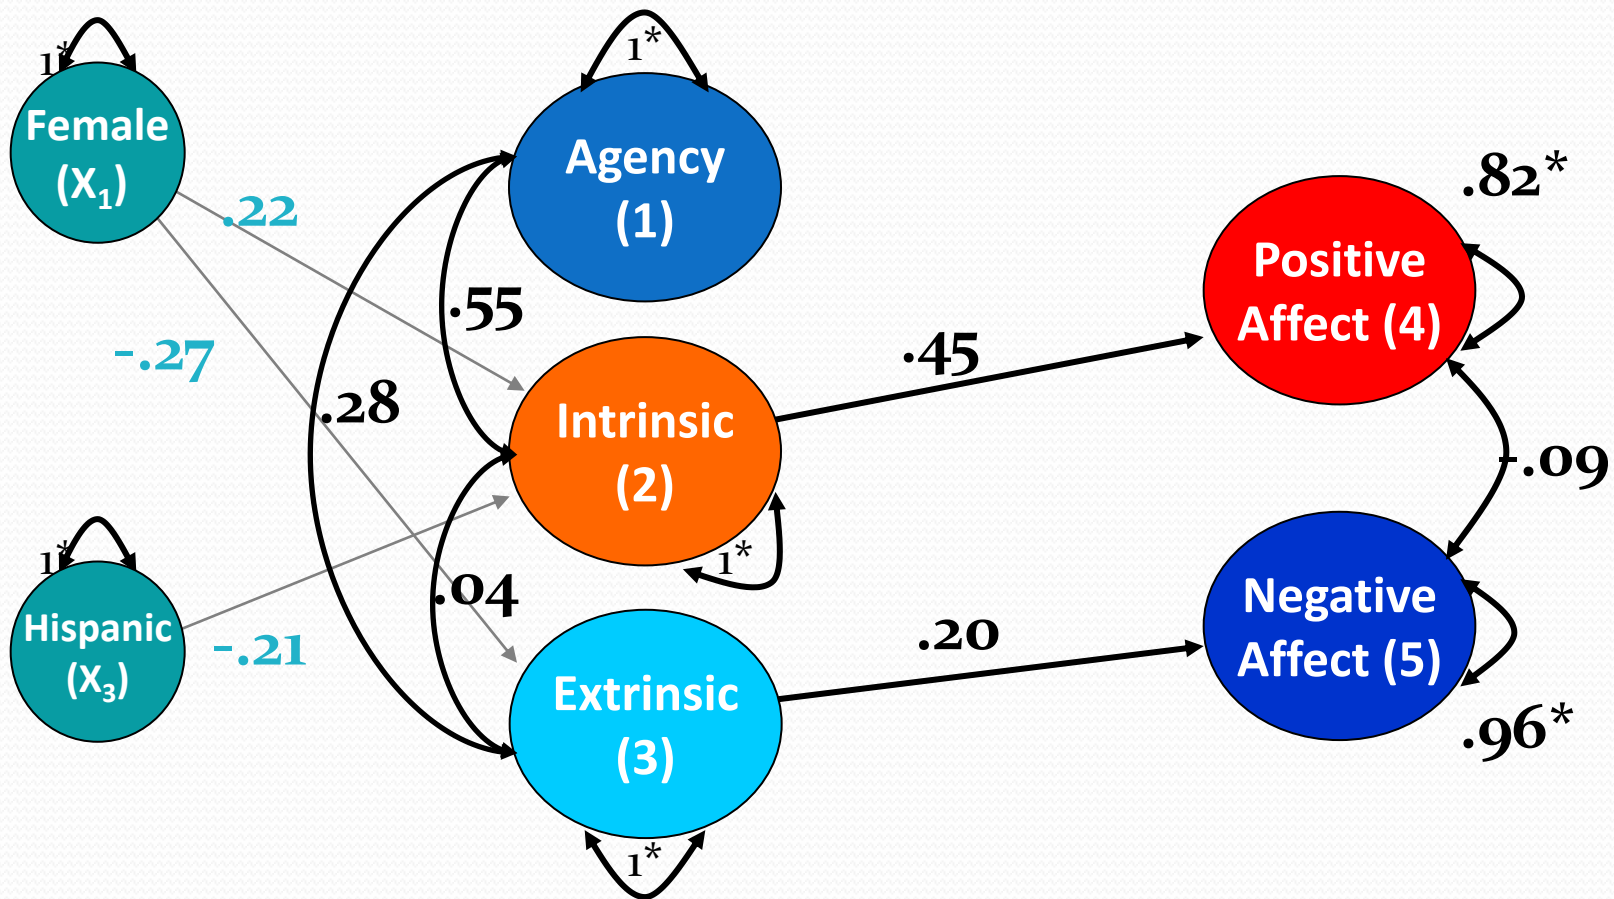 1*
Female
(X1)
1*
Agency
(1)
.82*
.22
Positive
Affect (4)
.55
-.27
.45
.28
Intrinsic
(2)
-.09
1*
1*
.04
Hispanic
(X3)
-.21
Negative
Affect (5)
.20
Extrinsic
(3)
.96*
1*